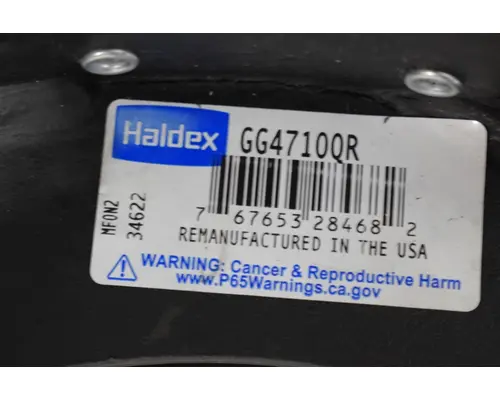 Haldex GG4710QR
7 67653 28468 2
MFON2
34622
REMANUFACTURED IN THE USA
WARNING: Cancer & Reproductive Harm
www.P65Warnings.ca.gov